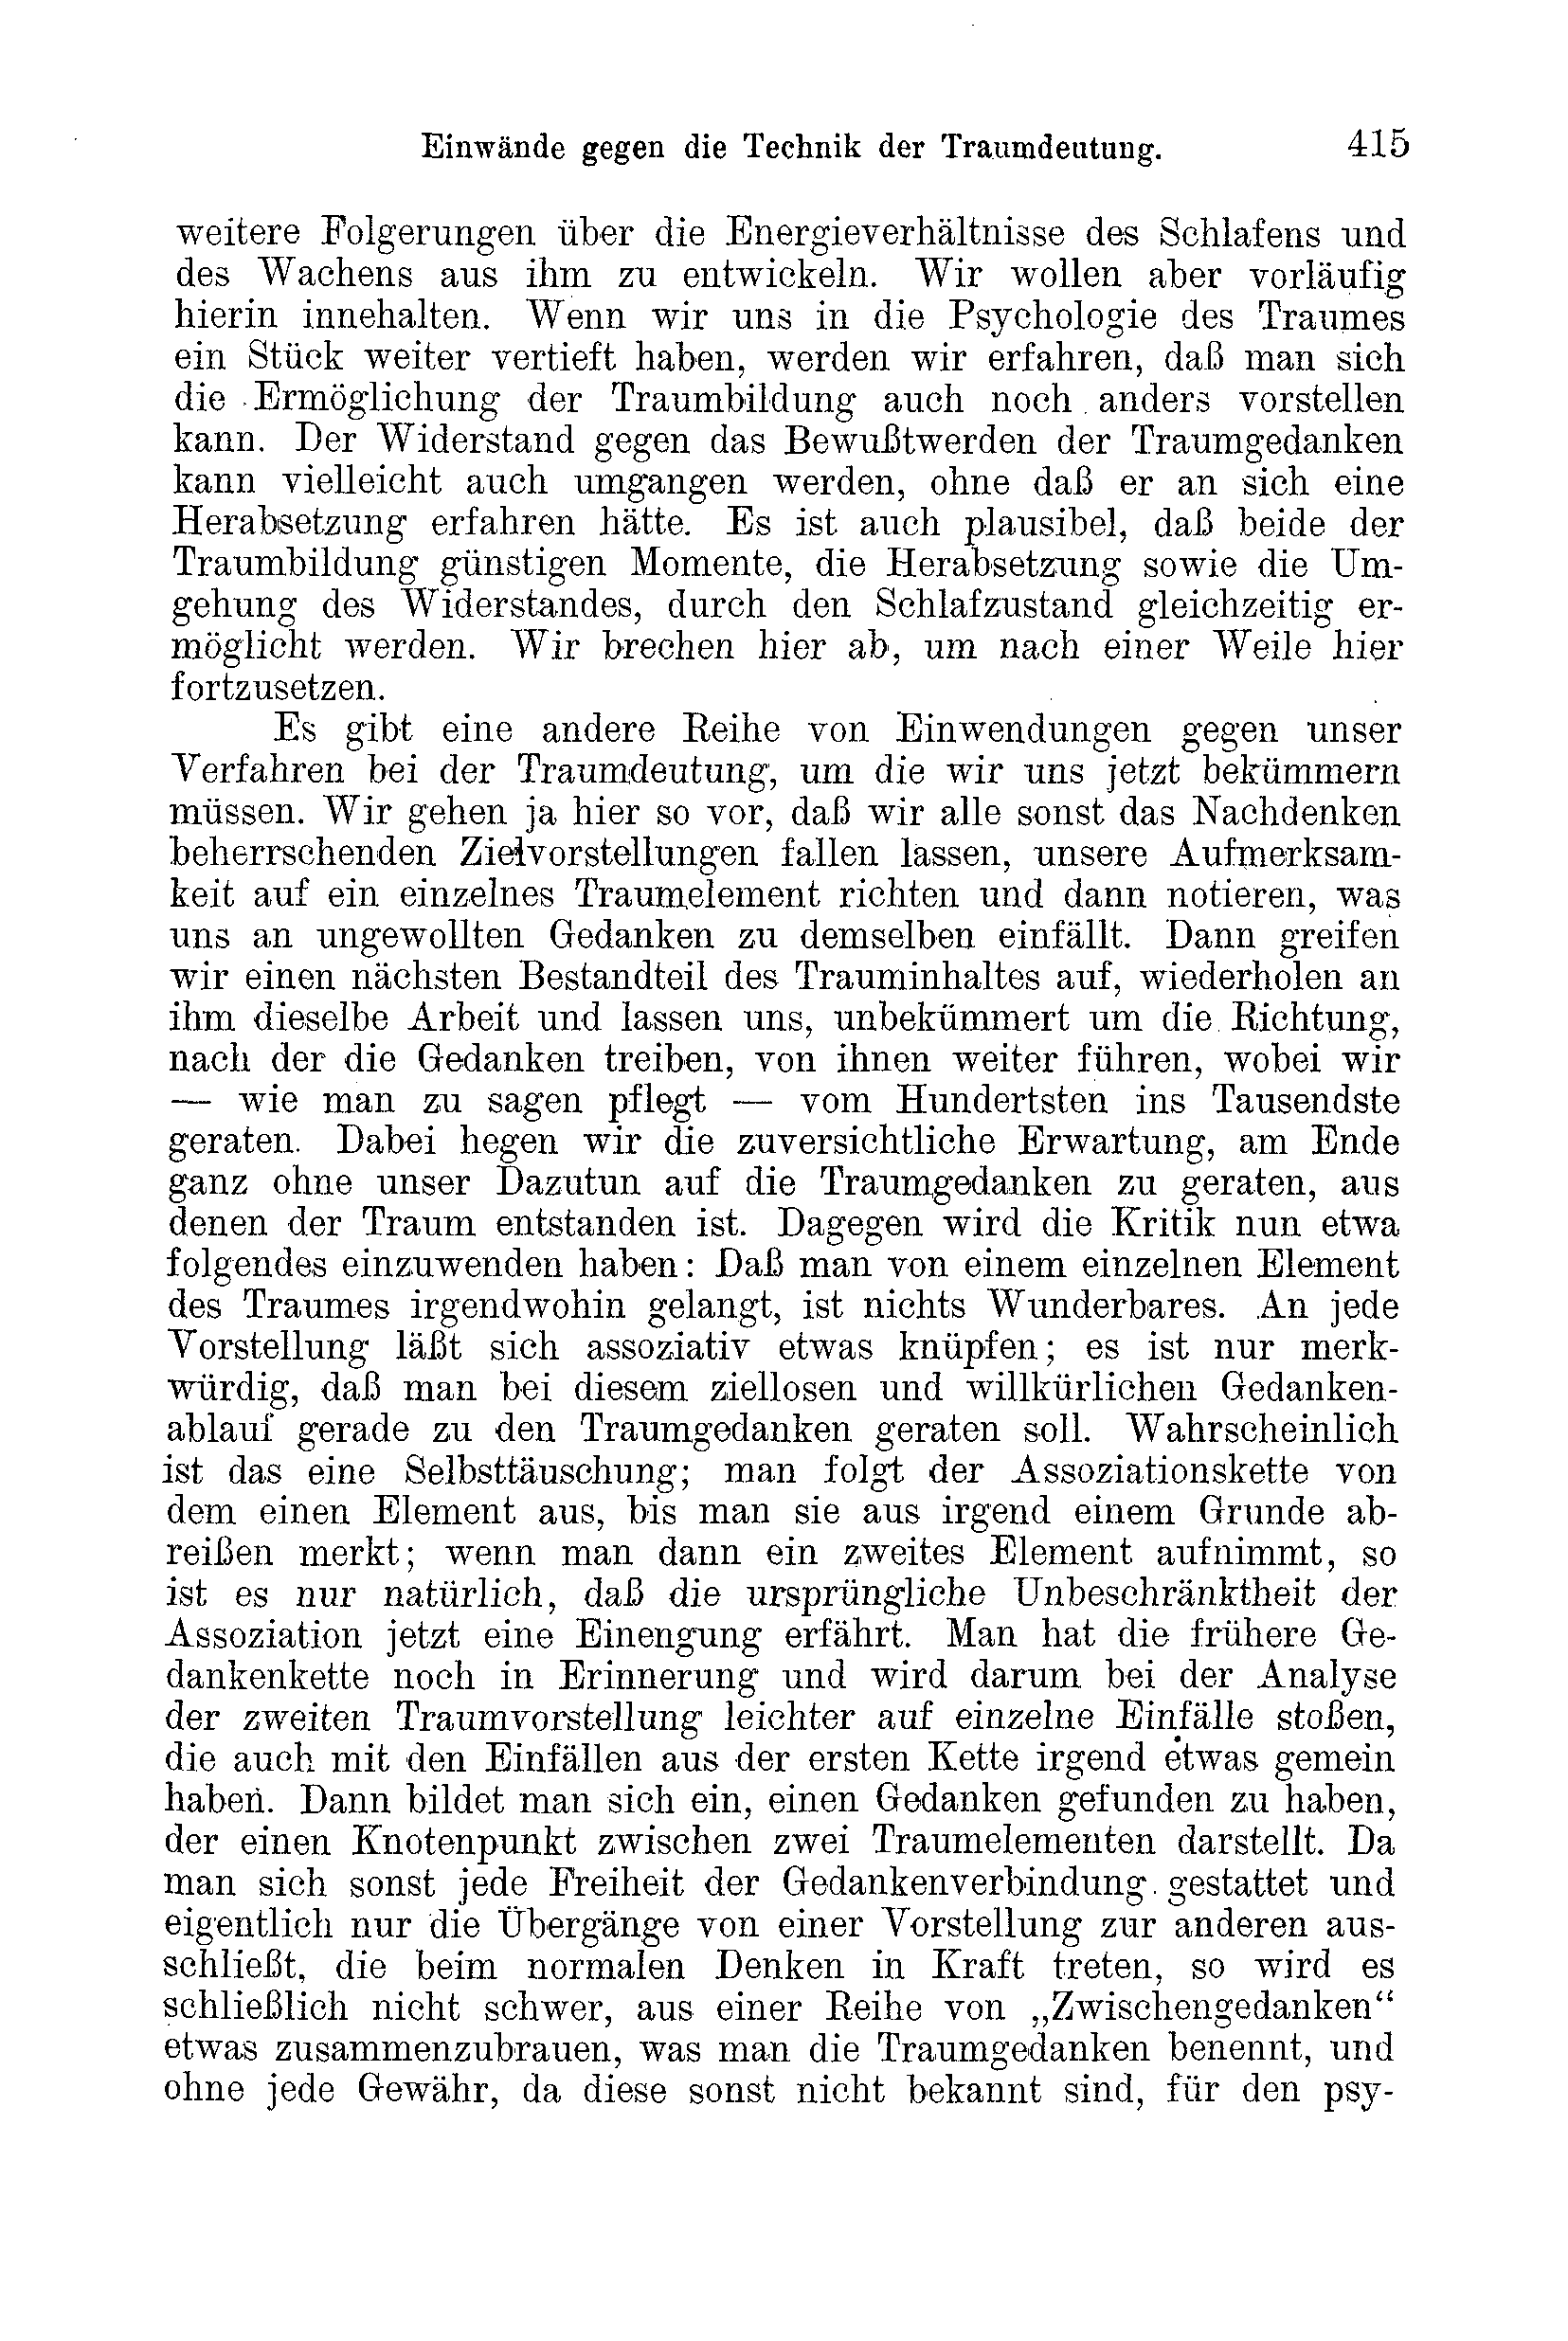 Einwände gegen die Technik der Traumdeutung. 415
weitere Folgerungen über die Energieverhältnisse des Schlafens und
des Wachens aus ihm zu entwickeln. Wir wollen aber vorläufig
hierin innehalten. Wenn wir uns in die Psychologie des Traumes
ein Stück weiter vertieft haben, werden wir erfahren, daß man sich
die Ermöglichung der Traumbildung auch noch anders vorstellen
kann. Der Widerstand gegen das Bewußtwerden der Traumgedanken
kann vielleicht auch umgangen werden, ohne daß er an sich eine
Herabsetzung erfahren hätte. Es ist auch plausibel, daß beide der
Traumbildung günstigen Momente, die Herabsetzung sowie die Um-
gehung des Widerstandes, durch den Schlafzustand gleichzeitig er-
möglicht werden. Wir brechen hier ab, um nach einer Weile hier
fortzusetzen.
Es gibt eine andere Reihe von Einwendungen gegen unser
Verfahren bei der Traumdeutung, um die wir uns jetzt bekümmern
müssen. Wir gehen ja hier so vor, daß wir alle sonst das Nachdenken
beherrschenden Zielvorstellungen fallen lassen, unsere Aufmerksam-
keit auf ein einzelnes Traumelement richten und dann notieren, was
uns an ungewollten Gedanken zu demselben einfällt. Dann greifen
wir einen nächsten Bestandteil des Trauminhaltes auf, wiederholen an
ihm dieselbe Arbeit und lassen uns, unbekümmert um die Richtung,
nach der die Gedanken treiben, von ihnen weiter führen, wobei wir
— wie man zu sagen pflegt — vom Hundertsten ins Tausendste
geraten. Dabei hegen wir die zuversichtliche Erwartung, am Ende
ganz ohne unser Dazutun auf die Traumgedanken zu geraten, aus
denen der Traum entstanden ist. Dagegen wird die Kritik nun etwa
folgendes einzuwenden haben: Daß man von einem einzelnen Element
des Traumes irgendwohin gelangt, ist nichts Wunderbares. An jede
Vorstellung läßt sich assoziativ etwas knüpfen; es ist nur merk-
würdig, daß man bei diesem ziellosen und willkürlichen Gedanken-
ablauf gerade zu den Traumgedanken geraten soll. Wahrscheinlich
ist das eine Selbsttäuschung; man folgt der Assoziationskette von
dem einen Element aus, bis man sie aus irgend einem Grunde ab-
reißen merkt; wenn man dann ein zweites Element aufnimmt, so
ist es nur natürlich, daß die ursprüngliche Unbeschränktheit der
Assoziation jetzt eine Einengung erfährt. Man hat die frühere Ge-
dankenkette noch in Erinnerung und wird darum bei der Analyse
der zweiten Traumvorstellung leichter auf einzelne Einfälle stoßen,
die auch mit den Einfällen aus der ersten Kette irgend etwas gemein
haben. Dann bildet man sich ein, einen Gedanken gefunden zu haben,
der einen Knotenpunkt zwischen zwei Traumelementen darstellt. Da
man sich sonst jede Freiheit der Gedankenverbindung gestattet und
eigentlich nur die Übergänge von einer Vorstellung zur anderen aus-
schließt, die beim normalen Denken in Kraft treten, so wird es
schließlich nicht schwer, aus einer Reihe von „Zwischengedanken“
etwas zusammenzubrauen, was man die Traumgedanken benennt, und
ohne jede Gewähr, da diese sonst nicht bekannt sind, für den psy-